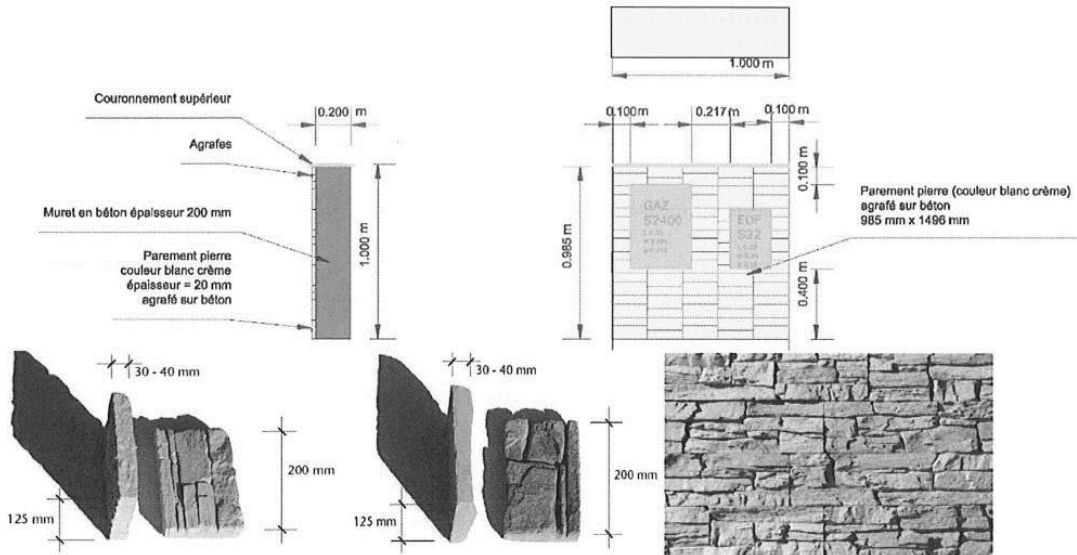 1.000 m
Couronnement supérieur
0.200 m
0.100 m
0.217 m
0.100 m
Agrafes
0.100 m
Muret en béton épaisseur 200 mm
1.000 m
0.985 m
GAZ
S2400
EDF
S22
Parement pierre (couleur blanc crème)
agrafé sur béton
985 mm x 1496 mm
Parement pierre
couleur blanc crème
épaisseur = 20 mm
agrafé sur béton
0.400 m
30 - 40 mm
200 mm
125 mm
30 - 40 mm
200 mm
125 mm